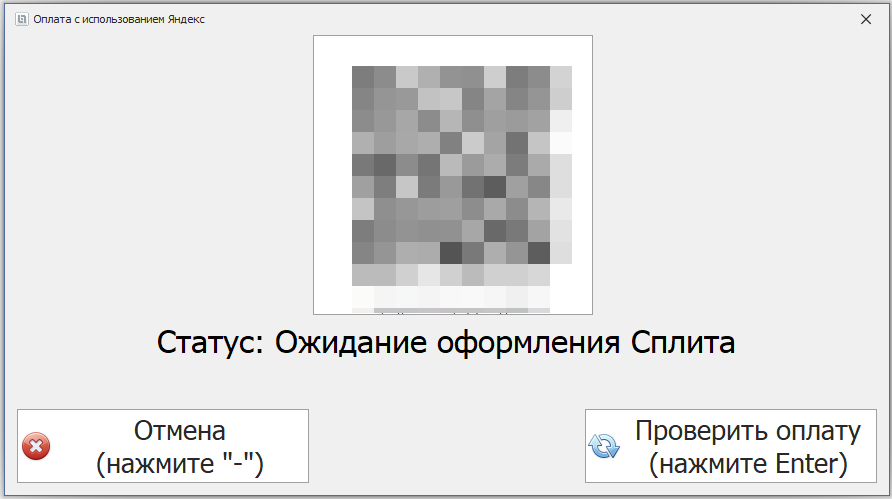 Оплата с использованием Яндекс
Статус: Ожидание оформления Сплита
Отмена
(нажмите "-")
Проверить оплату
(нажмите Enter)